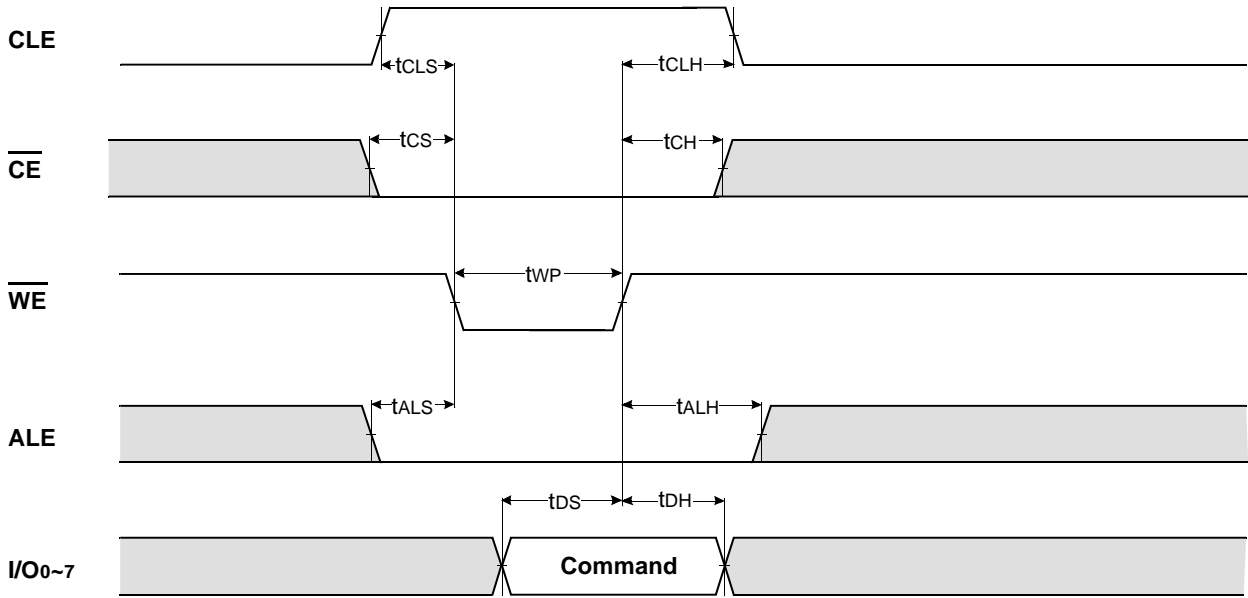 CLE
tCLS
tCLH
CE
tCS
tCH
WE
tWP
ALE
tALS
tALH
I/O0~7
tDS
tDH
Command